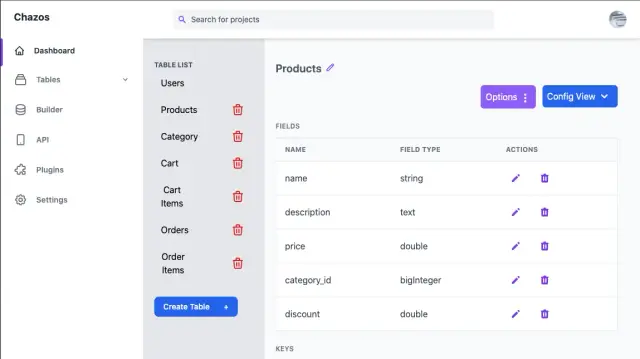 Chazos
Search for projects
Dashboard
Tables
Builder
API
Plugins
Settings
TABLE LIST
Users
Products
Category
Cart
Cart
Items
Orders
Order
Items
Create Table +
Products
Options
Config View
FIELDS
NAME FIELD TYPE ACTIONS
name string
description text
price double
category_id bigInteger
discount double
KEYS